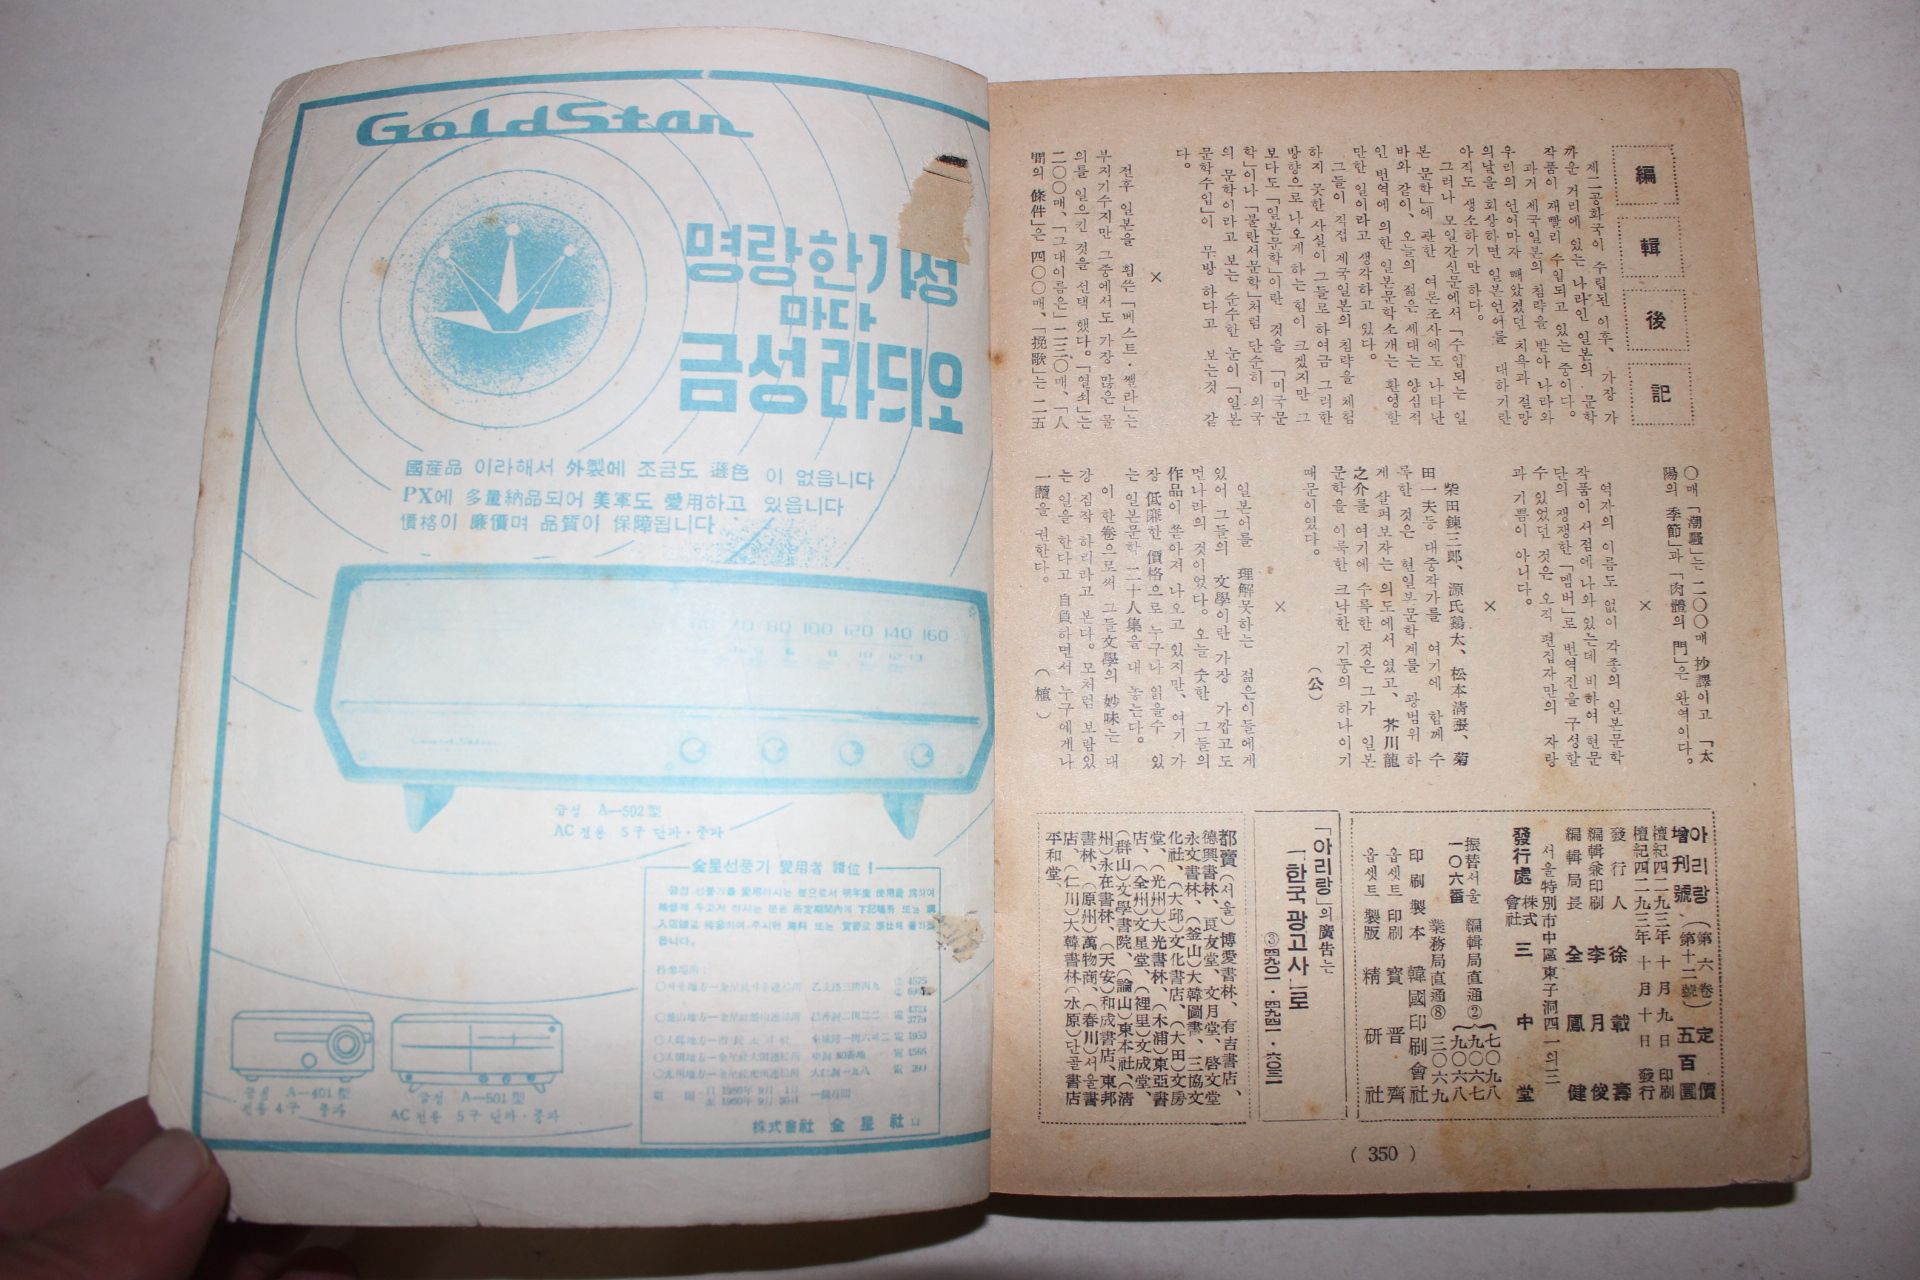 GoldStar
명랑한 가정
마다
금성라듸오
國産品 이라해서 外製에 조금도 遜色 이 없읍니다
PX에 多量納品되어 美軍도 愛用하고 있읍니다
價格이 廉價며 品質이 保障됩니다
80 100 120 140 160
GoldStar
금성 A—502型
AC 전용 5구 단파·중파
금성 A—401型
전용 4구 중파
금성 A—501型
AC 전용 5구 단파·중파
金星선풍기 愛用者 諸位!
株式會社 金星社
編輯後記
제二공화국이 수립된 이후, 가장 가
까운 거리에 있는 나라인 일본의 문학
작품이 재빨리 수입되고 있는 중이다.
과거 제국일본의 침략을 받아 나라와
우리의 언어마자 빼앗겼던 치욕과 절망
의날을 회상하면 일본언어를 대하기란
아직도 생소하기만 하다.
그러나 모일간신문에서 「수입되는 일
본 문학」에 관한 여론조사에도 나타난
바와 같이, 오늘의 젊은 세대는 양심적
인 번역에 의한 일본문학소개는 환영할
만한 일이라고 생각하고 있다.
그들이 직접 제국일본의 침략을 체험
하지 못한 사실이 그들로 하여금 그러한
방향으로 나오게 하는 힘이 크겠지만 그
보다도 「일본문학」이란 것을 「미국문
학」이나 「불란서문학」처럼 단순히 외국
의 문학이라고 보는 순수한 눈이 「일본
문학수입」이 무방 하다고 보는것 같
다.
×
전후 일본을 휩쓴 「베스트·쎌라」는
부지기수지만 그중에서도 가장 많은 물
의를 일으킨 것을 선택 했다. 「열쇠」는
二〇〇매, 「그대이름은」二三〇매, 「人
間의 條件」은 四〇〇매, 「挽歌」는 二五
〇매 「潮騷」는 二〇〇매 抄譯이고 「太
陽의 季節」과 「肉體의 門」은 완역이다.
×
역자의 이름도 없이 각종의 일본문학
작품이 서점에 나와 있는데 비하여 현문
단의 쟁쟁한 「멤버」로 번역진을 구성할
수 있었던 것은 오직 편집자만의 자랑
과 기쁨이 아니다.
×
柴田鍊三郎、源氏鷄太、松本淸張、菊
田一夫등 대중작가를 여기에 함께 수
록한 것은 현일본문학계를 광범위 하
게 살펴보자는 의도에서 였고, 芥川龍
之介를 여기에 수록한 것은 그가 일본
문학을 이룩한 크낙한 기둥의 하나이기
때문이었다. (公)
×
일본어를 理解못하는 젊은이들에게
있어 그들의 文學이란 가장 가깝고도
먼나라의 것이었다. 오늘 숫한 그들의
作品이 쏟아져 나오고 있지만, 여기 가
장 低廉한 價格으로 누구나 읽을수 있
는 일본문학 二十人集을 내 놓는다.
이 한卷으로써 그들文學의 妙味는 대
강 짐작 하리라고 본다. 모처럼 보람있
는 일을 한다고 自負하면서 누구에게나
一讀을 권한다. (植)
아리랑 (第六卷) 定價
增刊號 (第十二號) 五百圜
檀紀四二九三年十月九日 印刷
檀紀四二九三年十月十日 發行
發行人 徐載壽
編輯兼印刷 李月俊
編輯局長 全鳳健
서울特別市中區東子洞四一의三
發行處 株式會社 三中堂
振替서울一〇六番
編輯局直通② 七〇九八 九〇六七 九〇六八
業務局直通⑧ 三〇六九
印刷製本 韓國印刷會社
옵셋트 印刷 寶晋齊
옵셋트 製版 精硏社
「아리랑」의 廣告는
「한국광고사」로
③四九〇二·四九四二·六〇三二
都賣 (서울) 博愛書林、有吉書店、
德興書林、良友堂、文月堂、啓文堂
永文書林、(釜山)大韓圖書、三協文
化社、(大邱)文化書店、(大田)文房
堂、(光州)大光書林、(木浦)東亞書
店、(全州)文星堂、(裡里)文成堂、
(群山)文學書院、(論山)東本社、(淸
州)永在書林、(天安)和成書店、東邦
書林、(原州)萬物商、(春川)서울書
店、(仁川)大韓書林(水原)단골書店
平和堂、
( 350 )